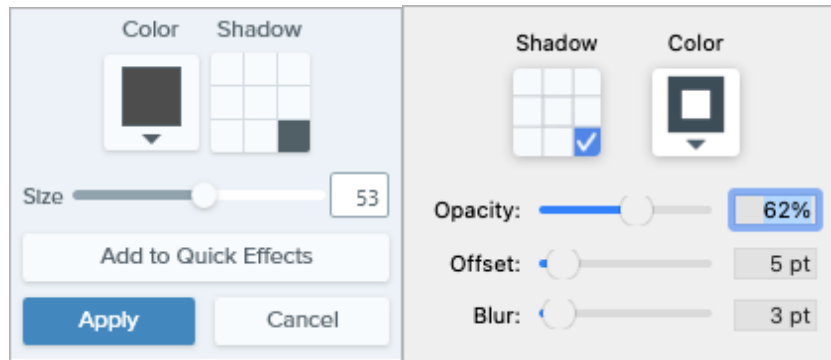 Color Shadow
Size 53
Add to Quick Effects
Apply Cancel
Shadow Color
Opacity: 62%
Offset: 5 pt
Blur: 3 pt